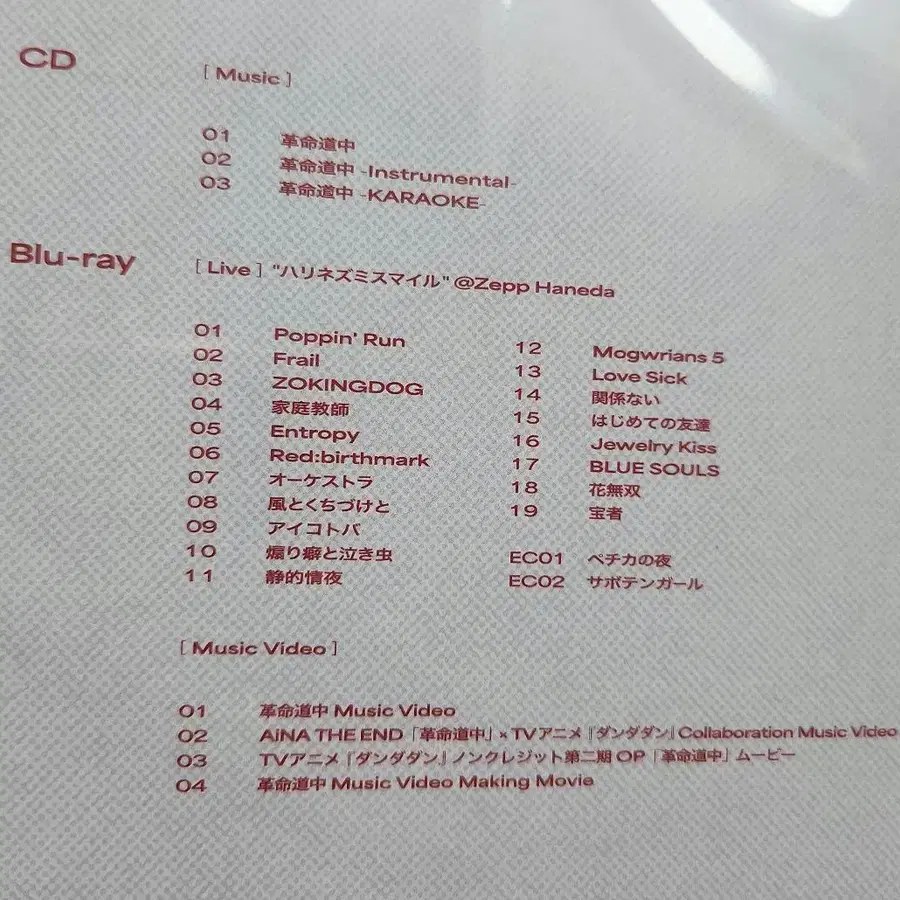 CD
[ Music ]
01 革命道中
02 革命道中 -Instrumental-
03 革命道中 -KARAOKE-
Blu-ray
[ Live ] "ハリネズミスマイル" @Zepp Haneda
01 Poppin' Run
02 Frail
03 ZOKINGDOG
04 家庭教師
05 Entropy
06 Red:birthmark
07 オーケストラ
08 風とくちづけと
09 アイコトバ
10 煽り癖と泣き虫
11 静的情夜
12 Mogwrians 5
13 Love Sick
14 関係ない
15 はじめての友達
16 Jewelry Kiss
17 BLUE SOULS
18 花無双
19 宝者
EC01 ペチカの夜
EC02 サボテンガール
[ Music Video ]
01 革命道中 Music Video
02 AiNA THE END「革命道中」× TVアニメ『ダンダダン』Collaboration Music Video
03 TVアニメ『ダンダダン』ノンクレジット第二期 OP「革命道中」ムービー
04 革命道中 Music Video Making Movie